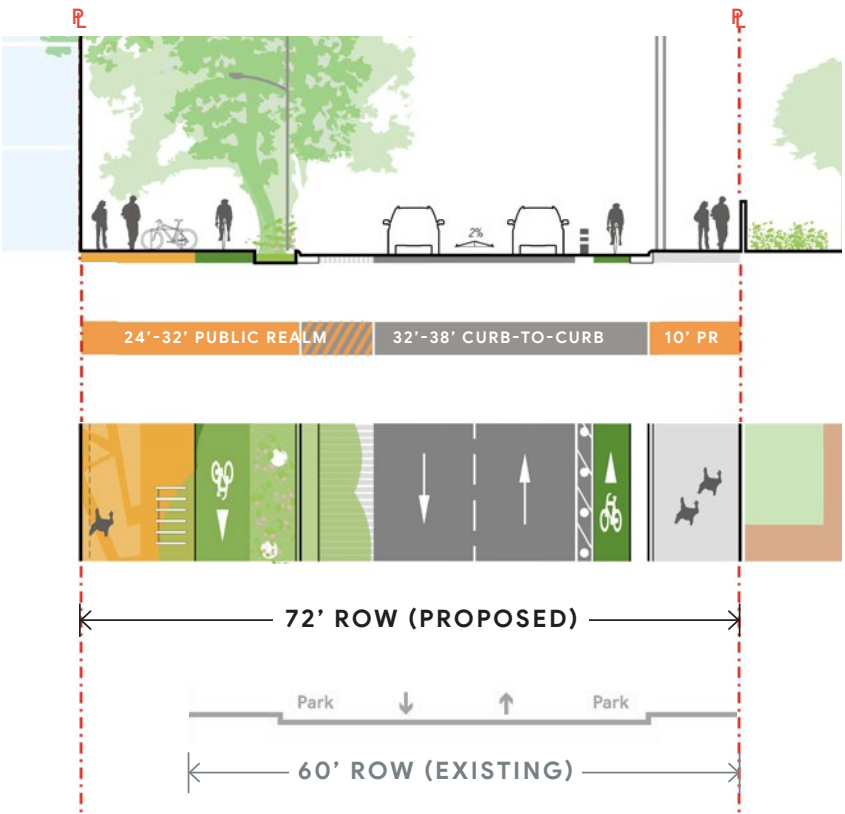 PL PL
2%
24'-32' PUBLIC REALM 32'-38' CURB-TO-CURB 10' PR
72' ROW (PROPOSED)
Park Park
60' ROW (EXISTING)